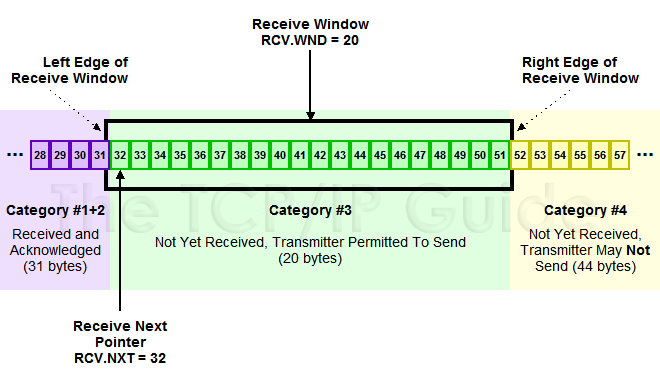 Receive Window
RCV.WND = 20
Left Edge of
Receive Window
Right Edge of
Receive Window
... 28 29 30 31 32 33 34 35 36 37 38 39 40 41 42 43 44 45 46 47 48 49 50 51 52 53 54 55 56 57 ...
The TCP/IP Guide
Category #1+2
Received and
Acknowledged
(31 bytes)
Category #3
Not Yet Received, Transmitter Permitted To Send
(20 bytes)
Category #4
Not Yet Received,
Transmitter May Not
Send (44 bytes)
Receive Next
Pointer
RCV.NXT = 32